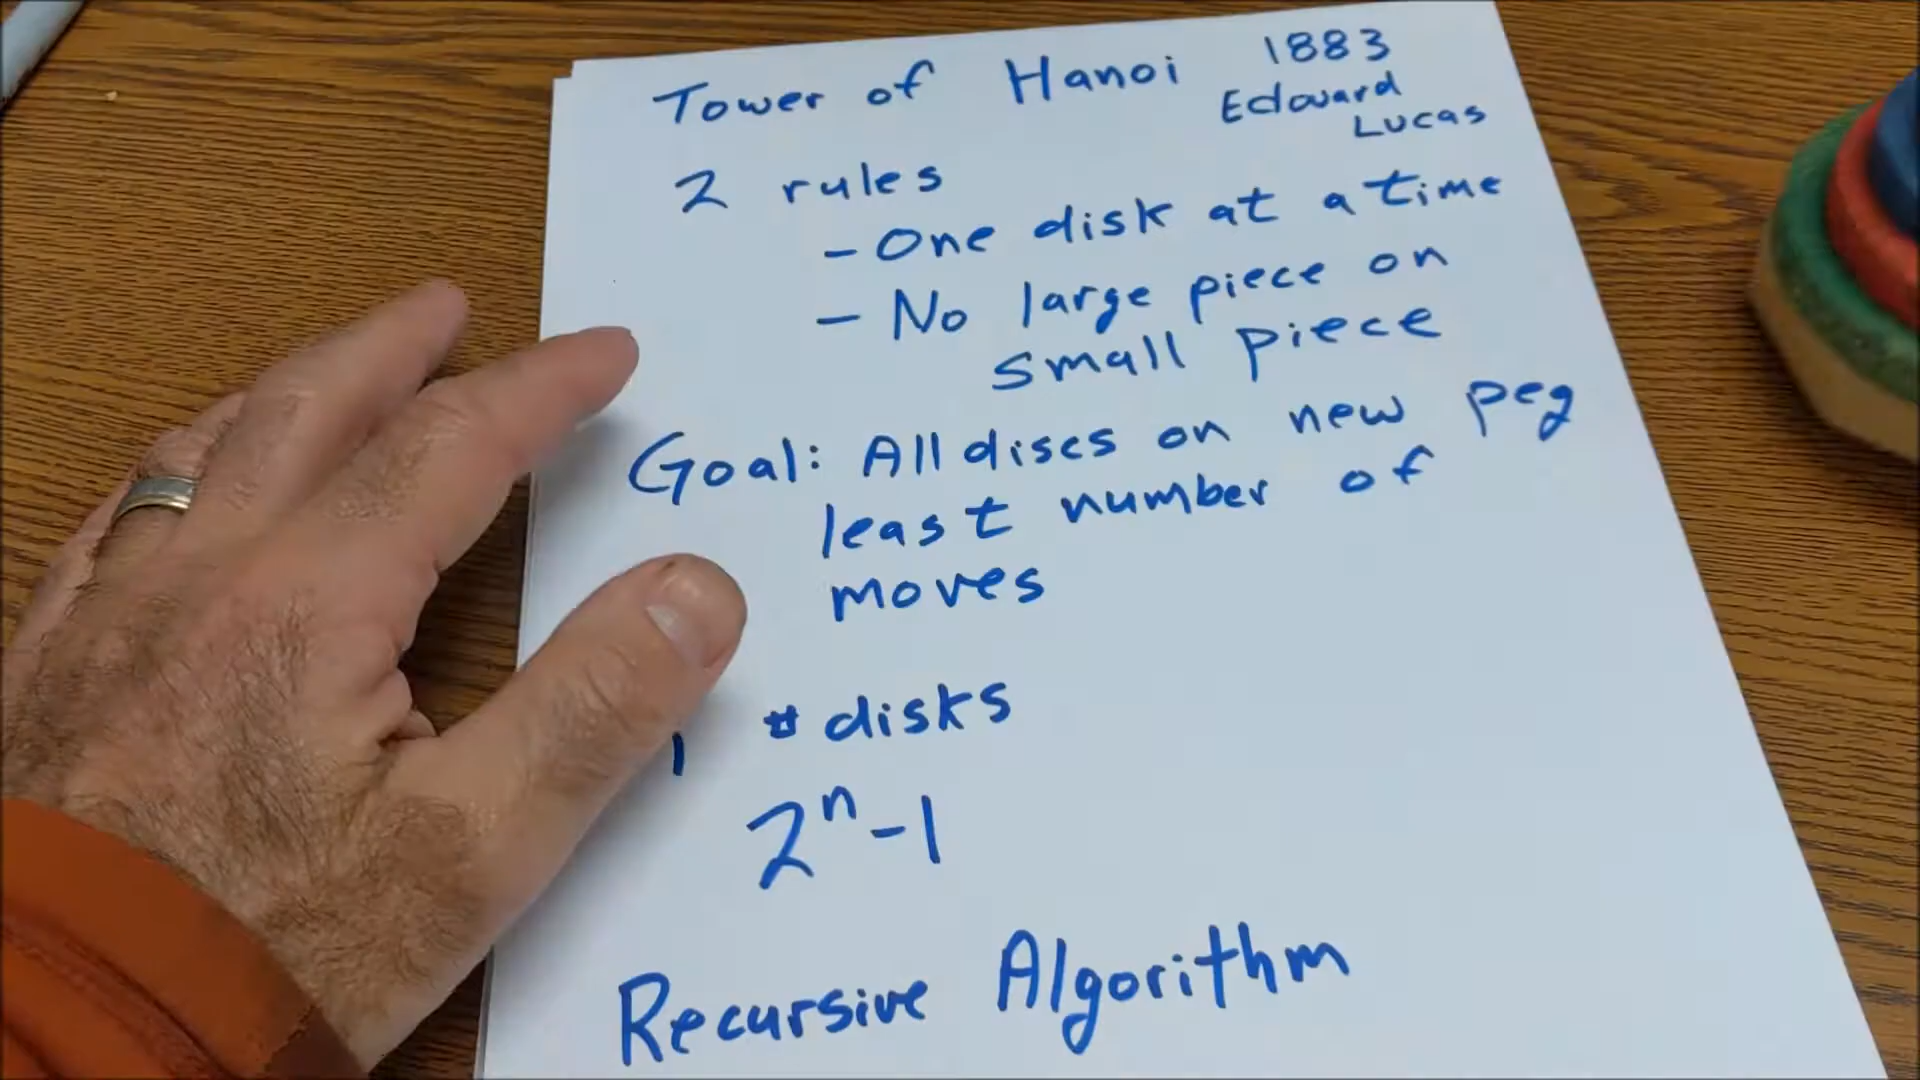 Tower of Hanoi 1883
Edouard
Lucas
2 rules
- One disk at a time
- No large piece on
small piece
Goal: All discs on new peg
least number of
moves
# disks
2ⁿ-1
Recursive Algorithm